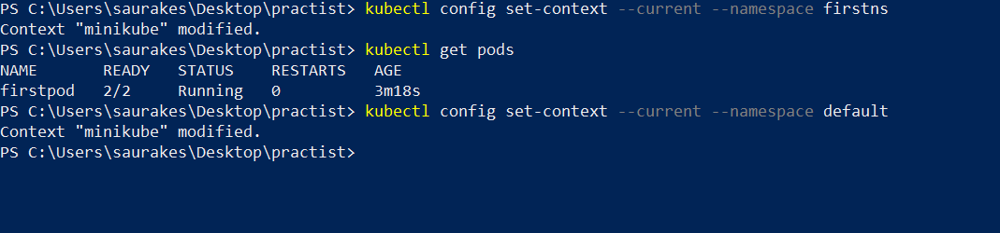 PS C:\Users\saurakes\Desktop\practist> kubectl config set-context --current --namespace firstns
Context "minikube" modified.
PS C:\Users\saurakes\Desktop\practist> kubectl get pods
NAME       READY   STATUS    RESTARTS   AGE
firstpod   2/2     Running   0          3m18s
PS C:\Users\saurakes\Desktop\practist> kubectl config set-context --current --namespace default
Context "minikube" modified.
PS C:\Users\saurakes\Desktop\practist>